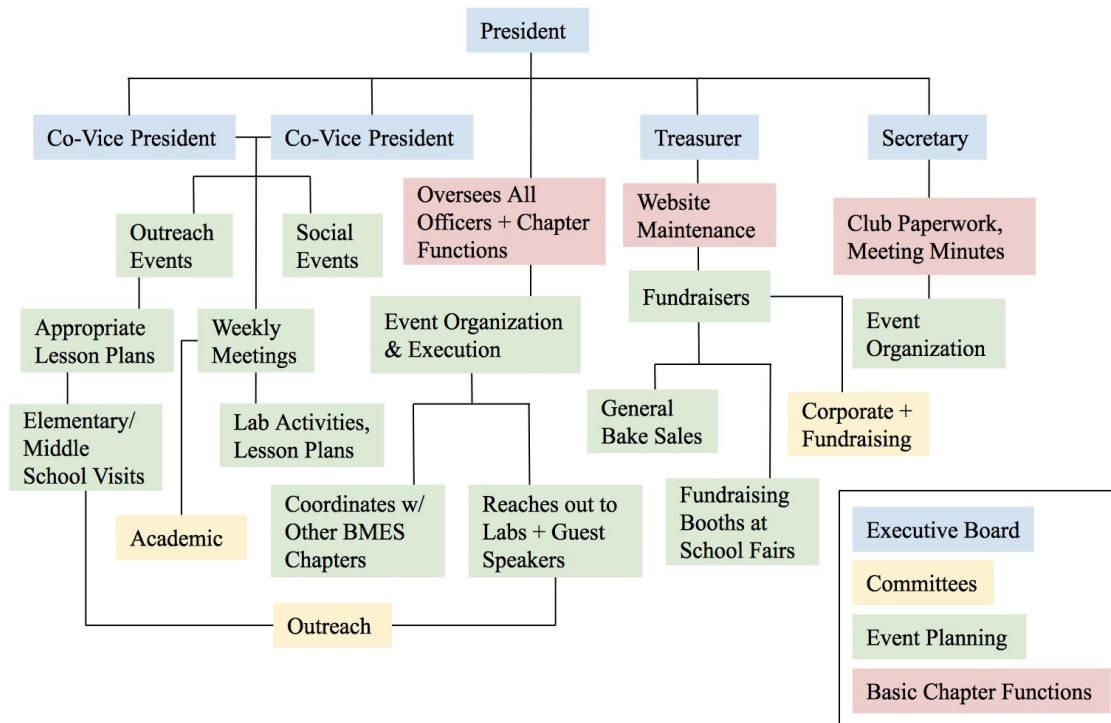 President
Co-Vice President
Co-Vice President
Treasurer
Secretary
Oversees All
Officers + Chapter
Functions
Website
Maintenance
Club Paperwork,
Meeting Minutes
Outreach
Events
Social
Events
Fundraisers
Event
Organization
Appropriate
Lesson Plans
Weekly
Meetings
Event Organization
& Execution
Elementary/
Middle
School Visits
Lab Activities,
Lesson Plans
General
Bake Sales
Corporate +
Fundraising
Academic
Coordinates w/
Other BMES
Chapters
Reaches out to
Labs + Guest
Speakers
Fundraising
Booths at
School Fairs
Outreach
Executive Board
Committees
Event Planning
Basic Chapter Functions